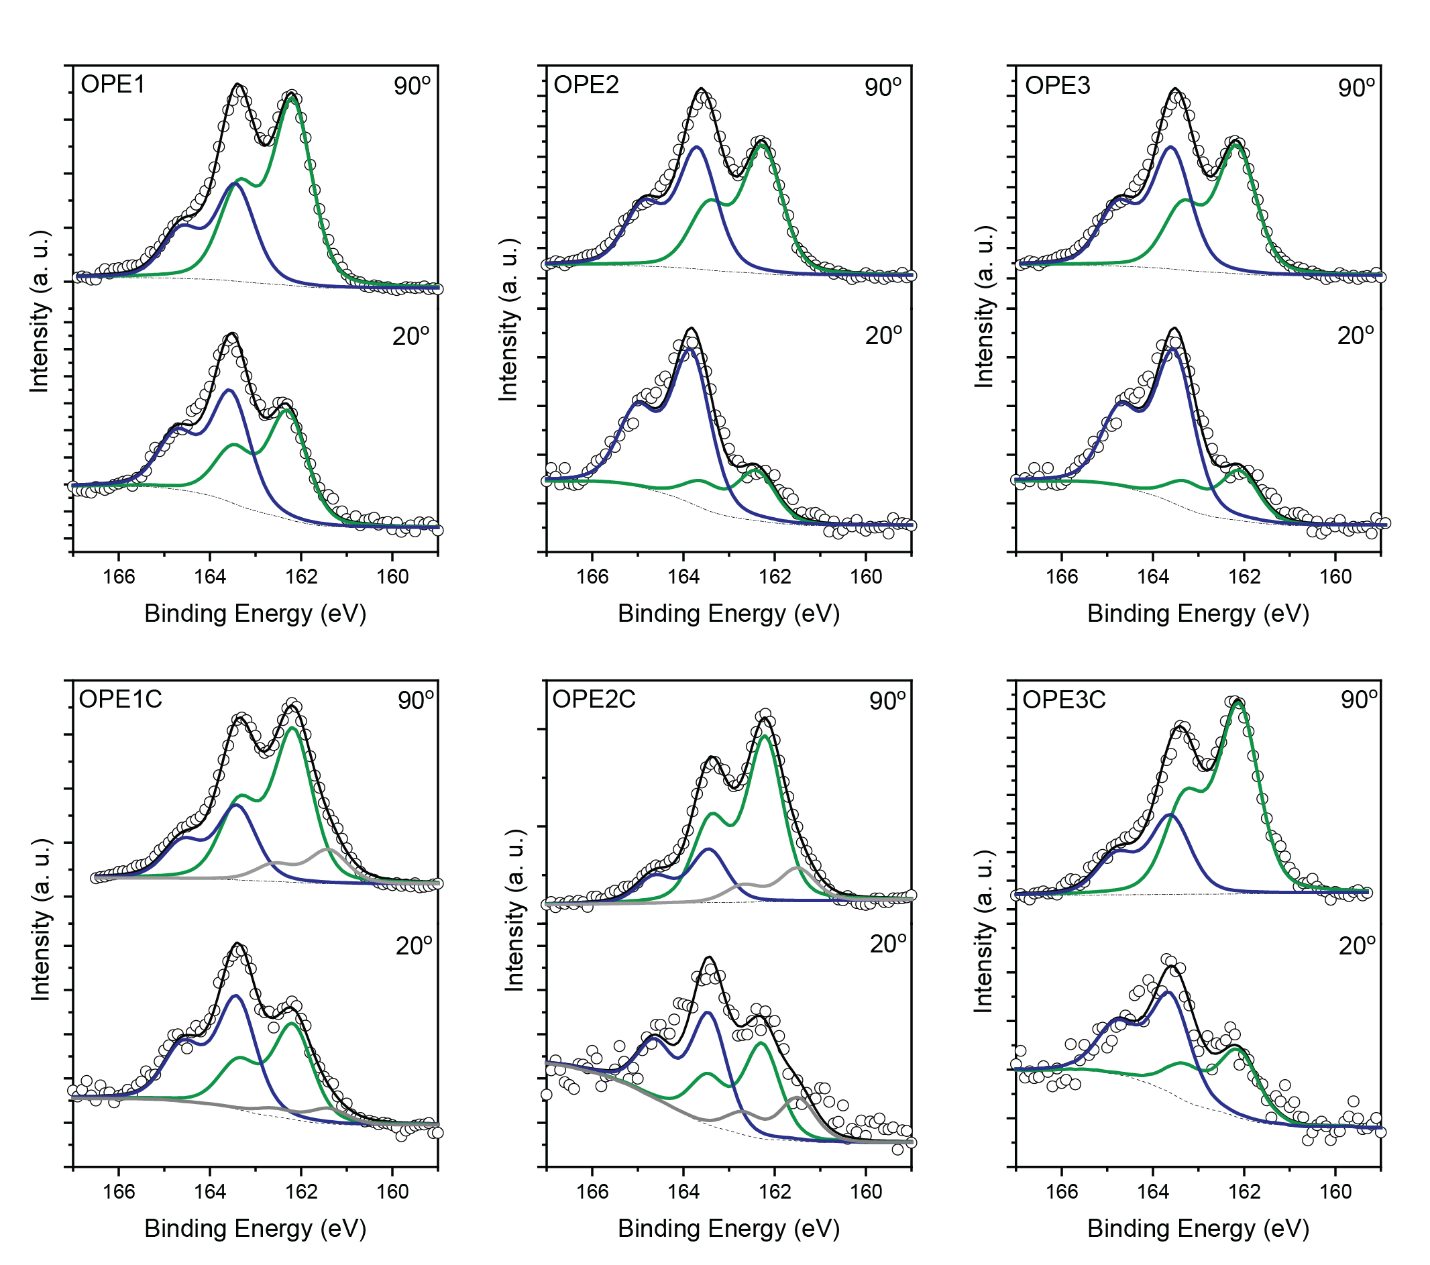 OPE1
90º
20º
Intensity (a. u.)
166 164 162 160
Binding Energy (eV)
OPE2
90º
20º
Intensity (a. u.)
166 164 162 160
Binding Energy (eV)
OPE3
90º
20º
Intensity (a. u.)
166 164 162 160
Binding Energy (eV)
OPE1C
90º
20º
Intensity (a. u.)
166 164 162 160
Binding Energy (eV)
OPE2C
90º
20º
Intensity (a. u.)
166 164 162 160
Binding Energy (eV)
OPE3C
90º
20º
Intensity (a. u.)
166 164 162 160
Binding Energy (eV)